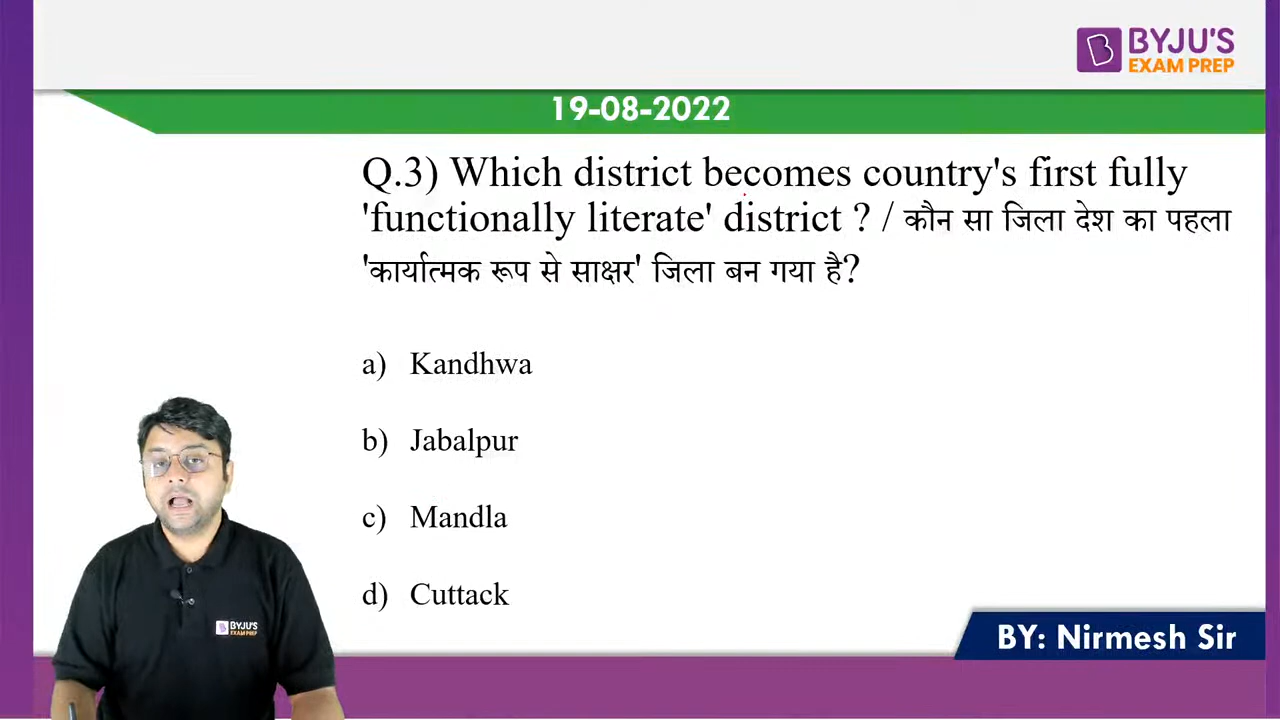 BYJU'S
EXAM PREP
19-08-2022
Q.3) Which district becomes country's first fully
'functionally literate' district ? / कौन सा जिला देश का पहला
'कार्यात्मक रूप से साक्षर' जिला बन गया है?
a) Kandhwa
b) Jabalpur
c) Mandla
d) Cuttack
BYJU'S
EXAM PREP
BY: Nirmesh Sir